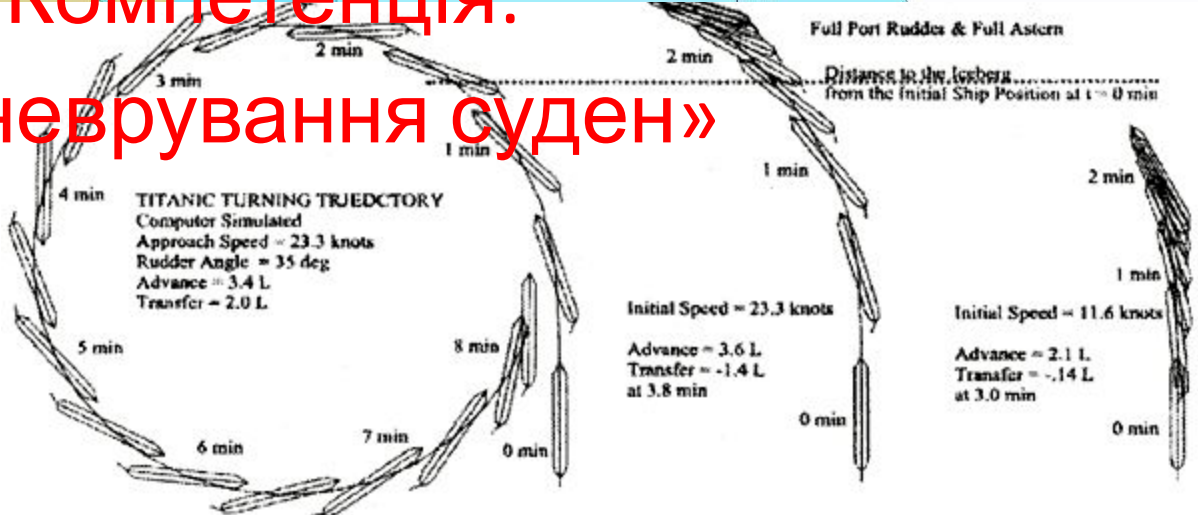 Компетенція:
неврування суден»
Full Port Rudder & Full Astern
Distance to the Iceberg
from the Initial Ship Position at t = 0 min
2 min
3 min
1 min
4 min
5 min
6 min
7 min
8 min
0 min
TITANIC TURNING TRJEDCTORY
Computer Simulated
Approach Speed = 23.3 knots
Rudder Angle = 35 deg
Advance = 3.4 L
Transfer = 2.0 L
2 min
1 min
Initial Speed = 23.3 knots
Advance = 3.6 L
Transfer = -1.4 L
at 3.8 min
0 min
2 min
1 min
Initial Speed = 11.6 knots
Advance = 2.1 L
Transfer = -.14 L
at 3.0 min
0 min